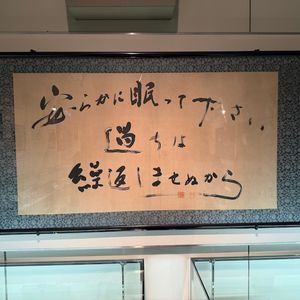 安らかに眠って下さい
過ちは
繰返しませぬから